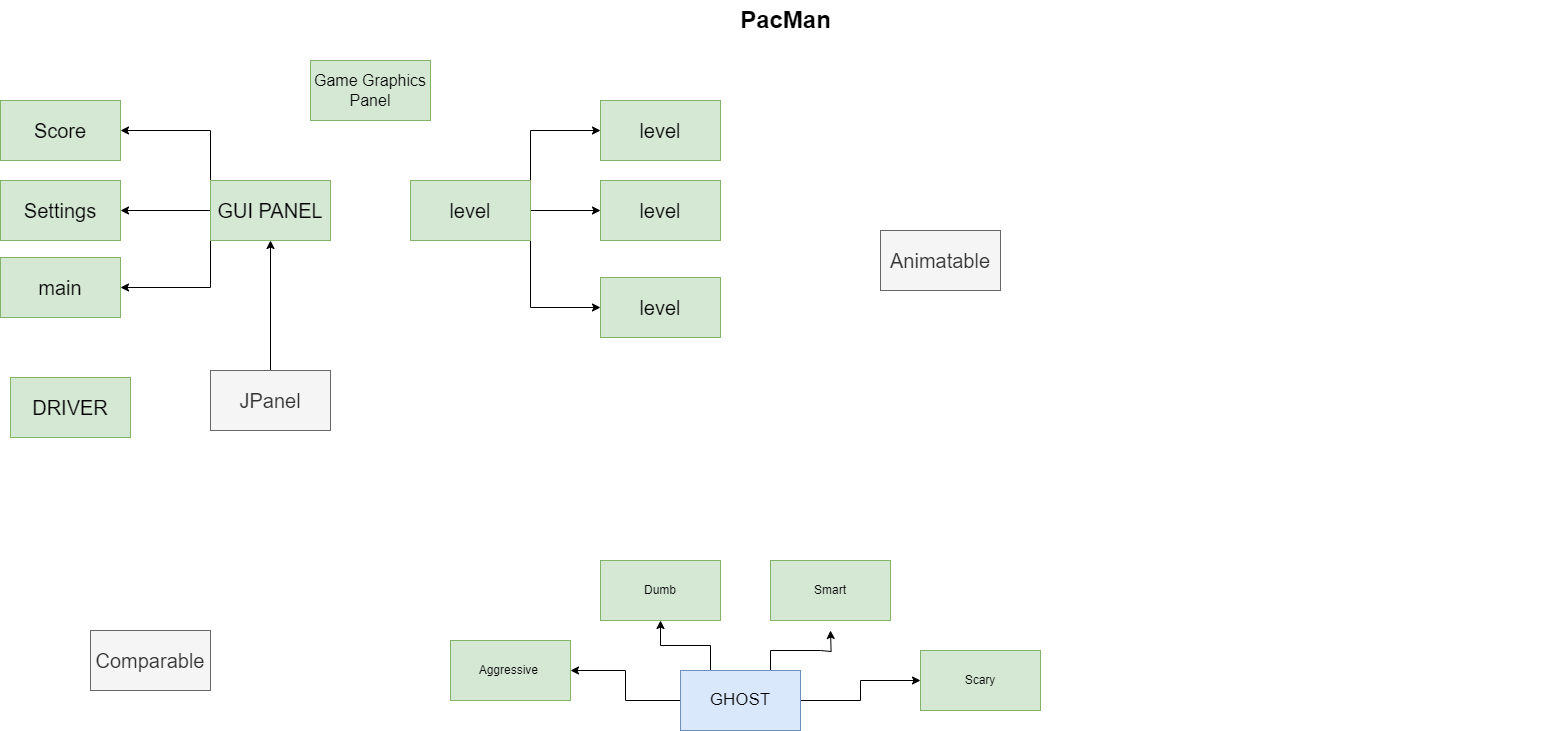 PacMan
Game Graphics
Panel
Score
level
Settings
GUI PANEL
level
level
Animatable
main
level
DRIVER
JPanel
Dumb
Smart
Comparable
Aggressive
Scary
GHOST